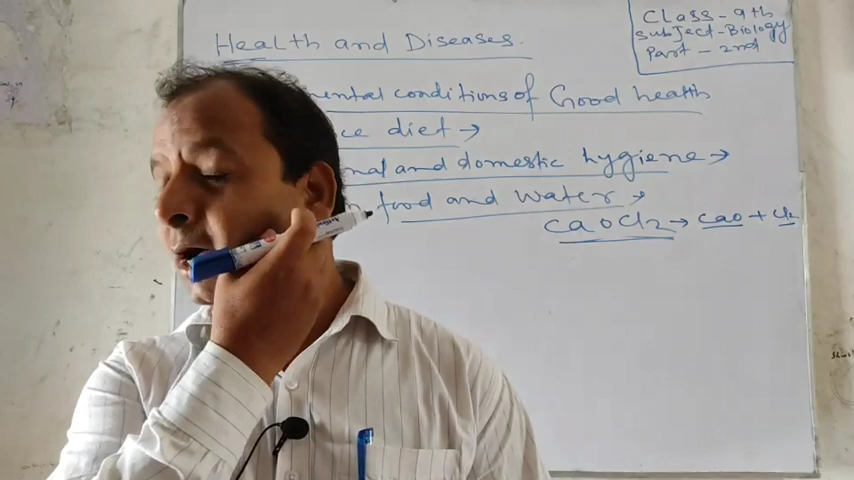 Health and Diseases.
Class - 9th
Subject - Biology
Part - 2nd
mental conditions of Good health
ce diet →
nal and domestic hygiene →
food and Water →
CaOCl2 → CaO + Cl2